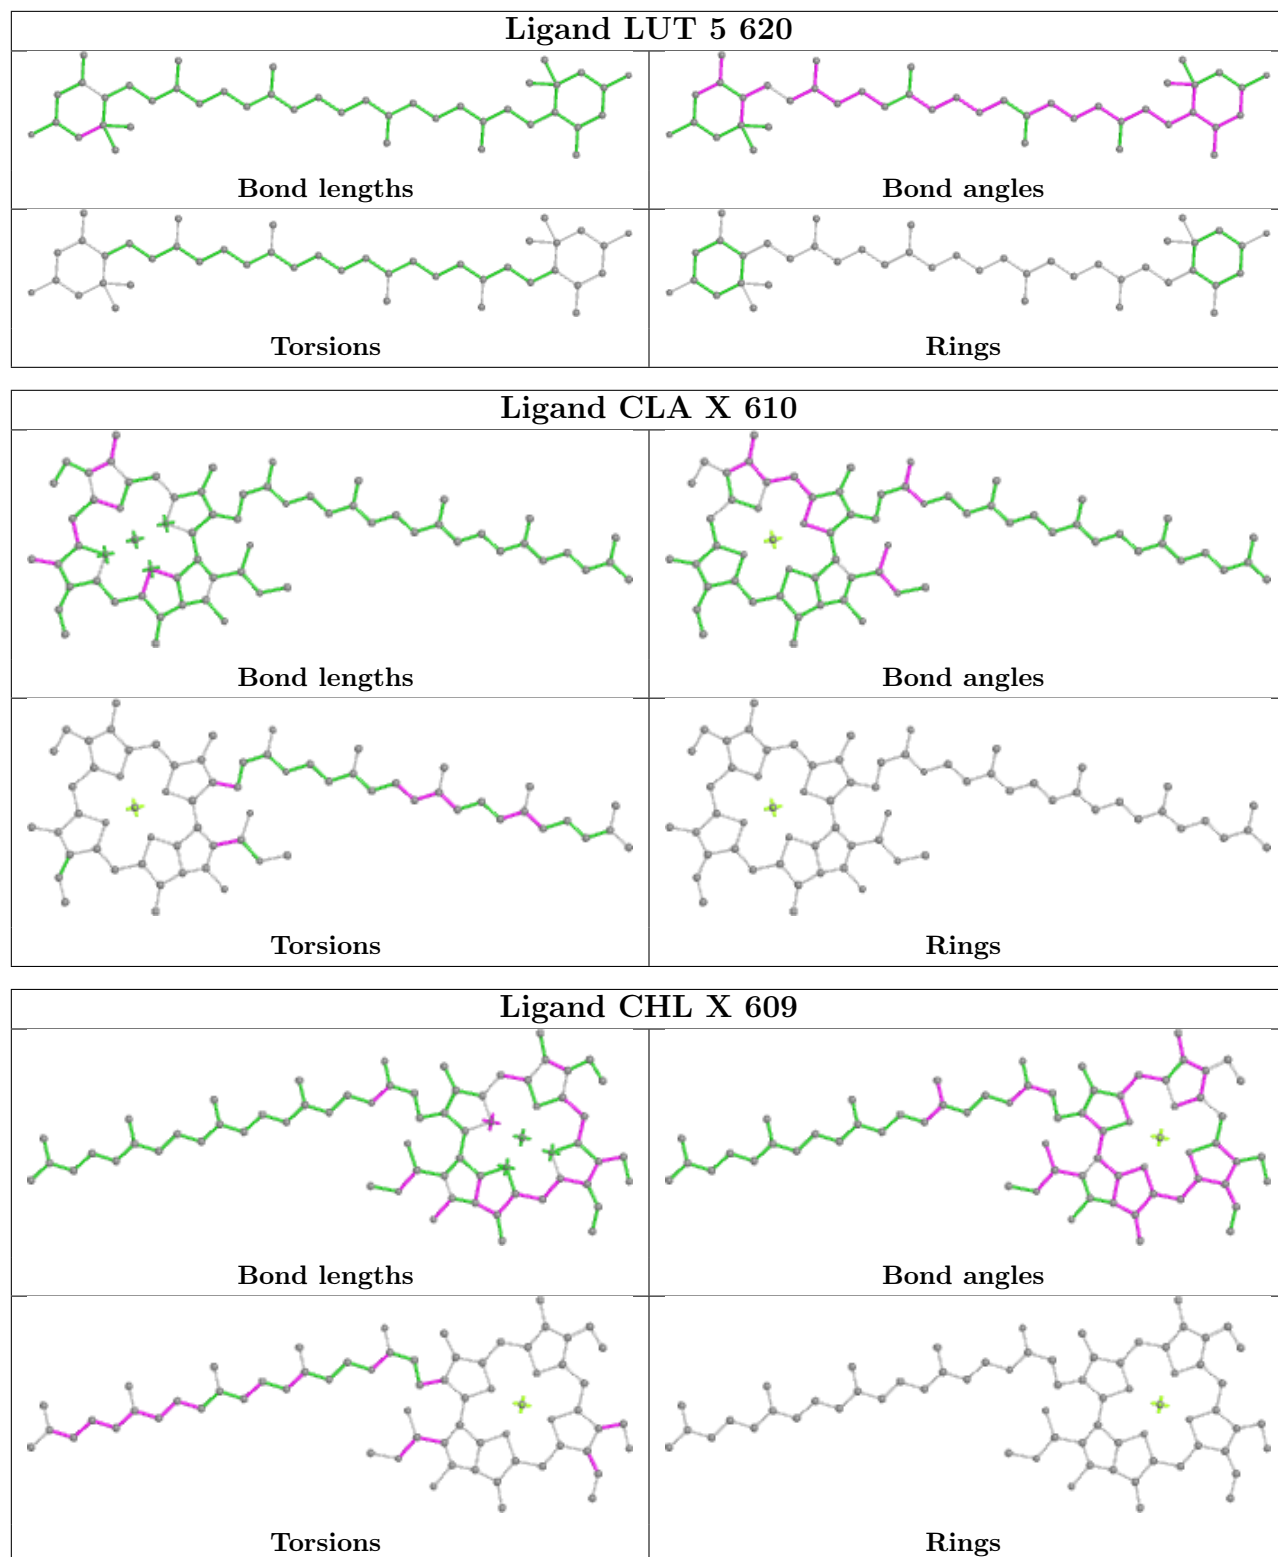 Ligand LUT 5 620
Bond lengths
Bond angles
Torsions
Rings
Ligand CLA X 610
Bond lengths
Bond angles
Torsions
Rings
Ligand CHL X 609
Bond lengths
Bond angles
Torsions
Rings